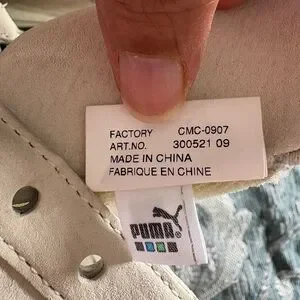 FACTORY CMC-0907
ART.NO. 300521 09
MADE IN CHINA
FABRIQUE EN CHINE
PUMA